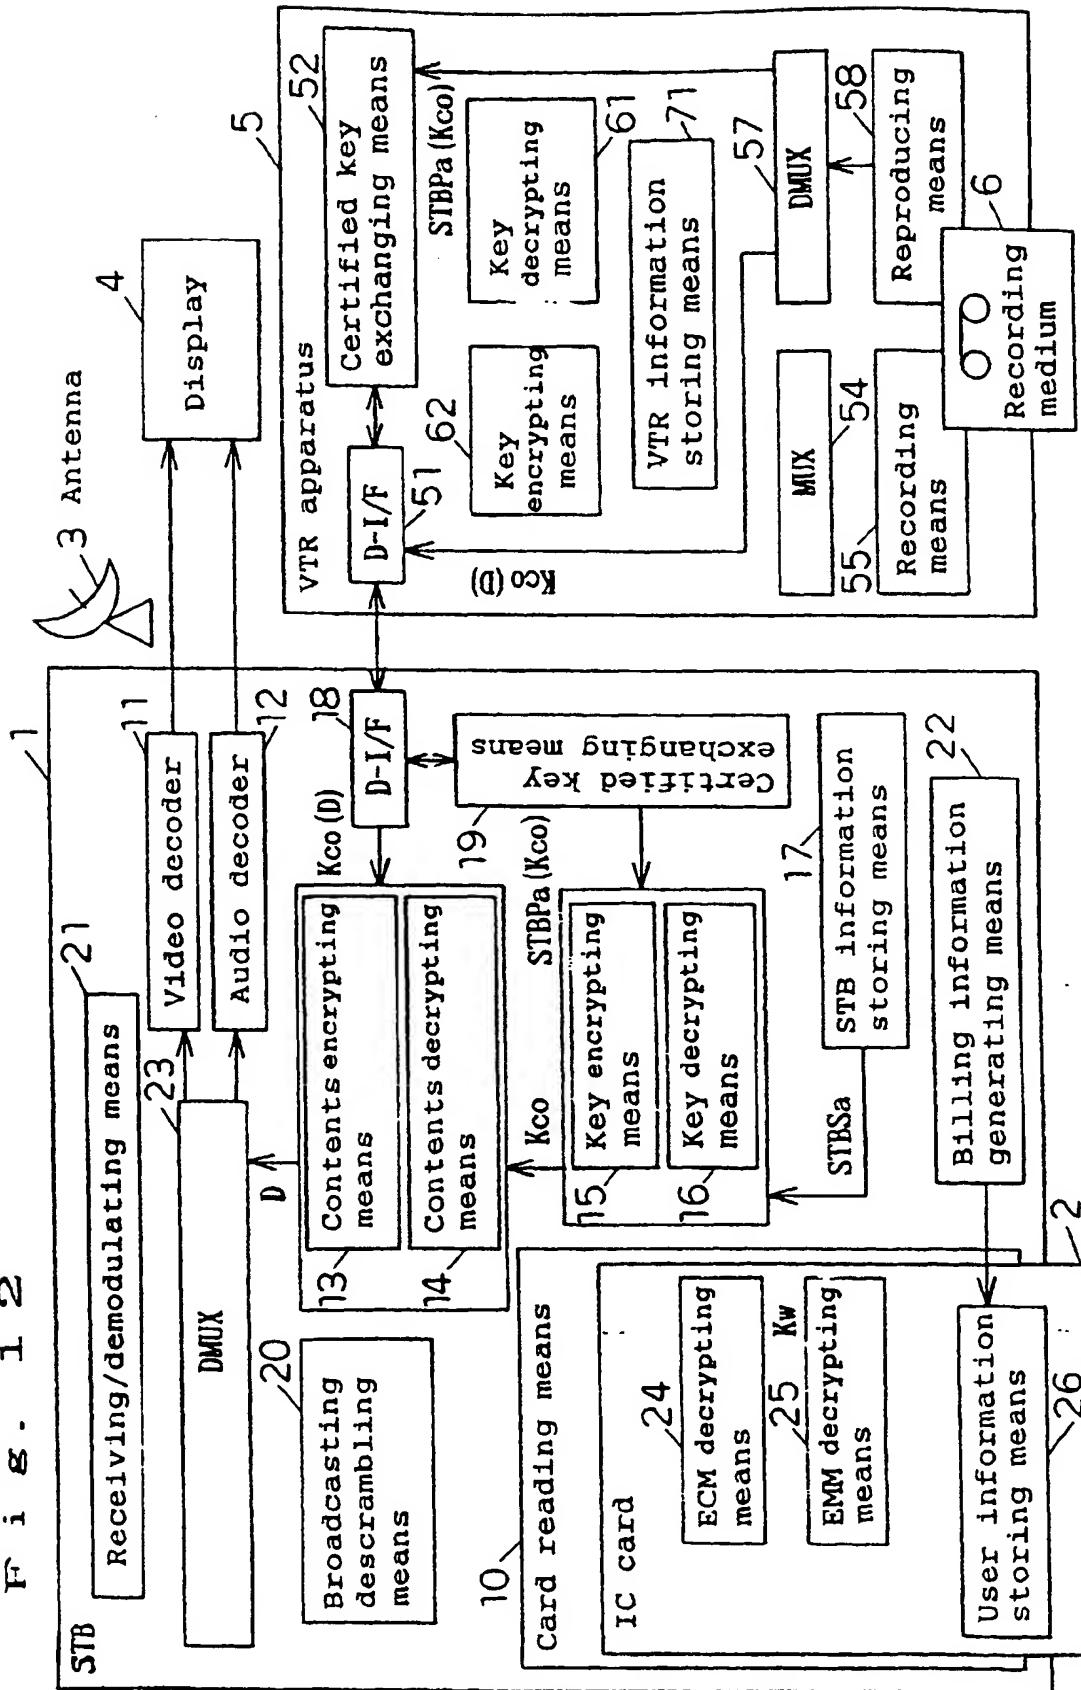 Fig. 12
1
STB
21
Receiving/demodulating means
23
DMUX
11
Video decoder
12
Audio decoder
3 Antenna
4
Display
20
Broadcasting
descrambling
means
D
13
Contents encrypting
means
14
Contents decrypting
means
Kco(D)
18
D-I/F
19
Certified key
exchanging means
STBPa(Kco)
Kco
15
Key encrypting
means
16
Key decrypting
means
STBSa
17
STB information
storing means
22
Billing information
generating means
10
Card reading means
2
IC card
24
ECM decrypting
means
25
Kw
EMM decrypting
means
26
User information
storing means
5
VTR apparatus
51
D-I/F
52
Certified key
exchanging means
STBPa(Kco)
Kco(D)
62
Key
encrypting
means
61
Key
decrypting
means
71
VTR information
storing means
54
MUX
57
DMUX
55
Recording
means
58
Reproducing
means
6
Recording
medium